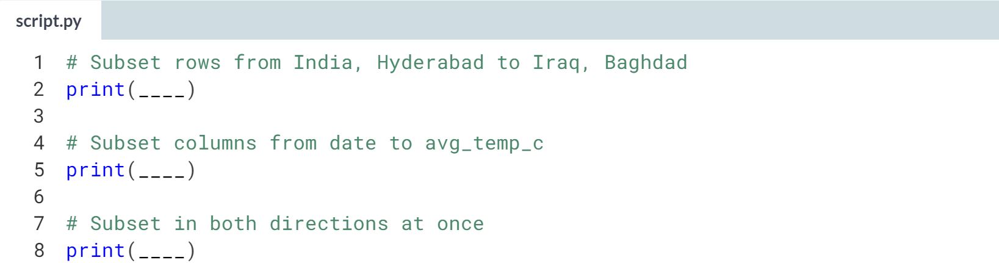 script.py
1 # Subset rows from India, Hyderabad to Iraq, Baghdad
2 print(____)
3
4 # Subset columns from date to avg_temp_c
5 print(____)
6
7 # Subset in both directions at once
8 print(____)